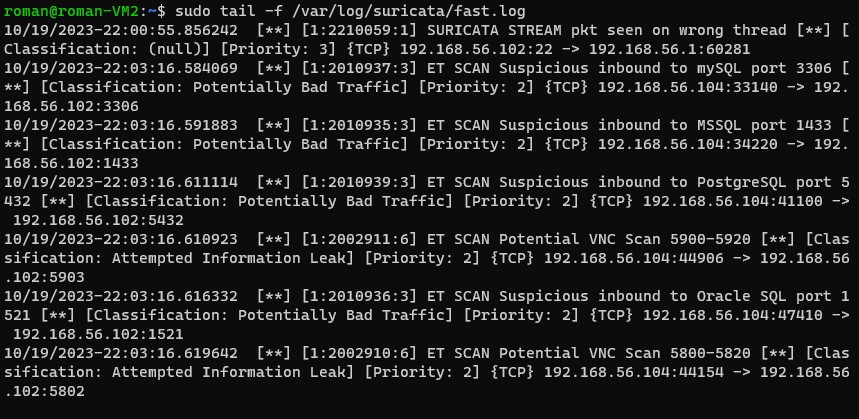 roman@roman-VM2:~$ sudo tail -f /var/log/suricata/fast.log
10/19/2023-22:00:55.856242  [**] [1:2210059:1] SURICATA STREAM pkt seen on wrong thread [**] [
Classification: (null)] [Priority: 3] {TCP} 192.168.56.102:22 -> 192.168.56.1:60281
10/19/2023-22:03:16.584069  [**] [1:2010937:3] ET SCAN Suspicious inbound to mySQL port 3306 [
**] [Classification: Potentially Bad Traffic] [Priority: 2] {TCP} 192.168.56.104:33140 -> 192.
168.56.102:3306
10/19/2023-22:03:16.591883  [**] [1:2010935:3] ET SCAN Suspicious inbound to MSSQL port 1433 [
**] [Classification: Potentially Bad Traffic] [Priority: 2] {TCP} 192.168.56.104:34220 -> 192.
168.56.102:1433
10/19/2023-22:03:16.611114  [**] [1:2010939:3] ET SCAN Suspicious inbound to PostgreSQL port 5
432 [**] [Classification: Potentially Bad Traffic] [Priority: 2] {TCP} 192.168.56.104:41100 ->
 192.168.56.102:5432
10/19/2023-22:03:16.610923  [**] [1:2002911:6] ET SCAN Potential VNC Scan 5900-5920 [**] [Clas
sification: Attempted Information Leak] [Priority: 2] {TCP} 192.168.56.104:44906 -> 192.168.56
.102:5903
10/19/2023-22:03:16.616332  [**] [1:2010936:3] ET SCAN Suspicious inbound to Oracle SQL port 1
521 [**] [Classification: Potentially Bad Traffic] [Priority: 2] {TCP} 192.168.56.104:47410 ->
 192.168.56.102:1521
10/19/2023-22:03:16.619642  [**] [1:2002910:6] ET SCAN Potential VNC Scan 5800-5820 [**] [Clas
sification: Attempted Information Leak] [Priority: 2] {TCP} 192.168.56.104:44154 -> 192.168.56
.102:5802